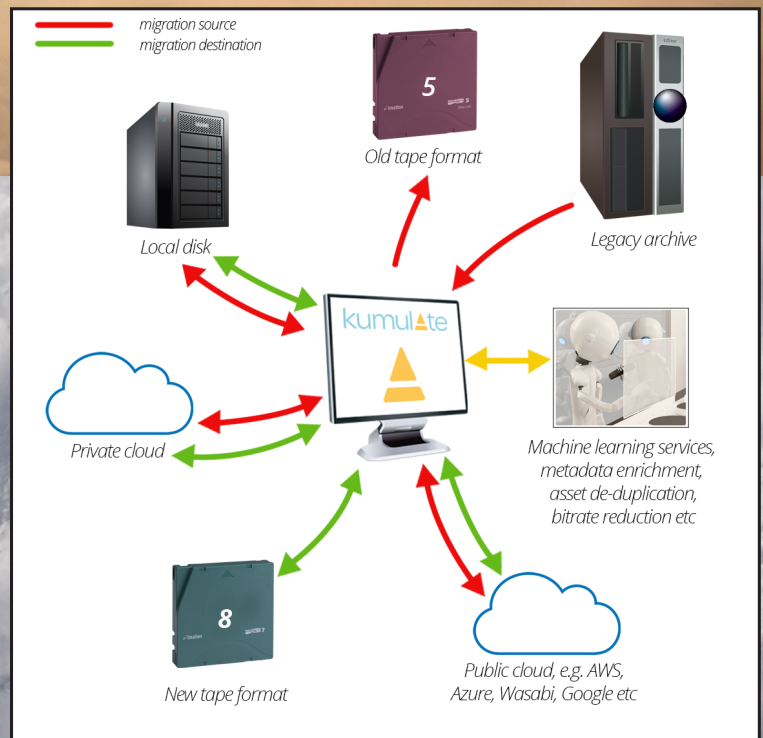 migration source
migration destination
5
Old tape format
Legacy archive
Local disk
kumulate
Private cloud
Machine learning services,
metadata enrichment,
asset de-duplication,
bitrate reduction etc
8
New tape format
Public cloud, e.g. AWS,
Azure, Wasabi, Google etc